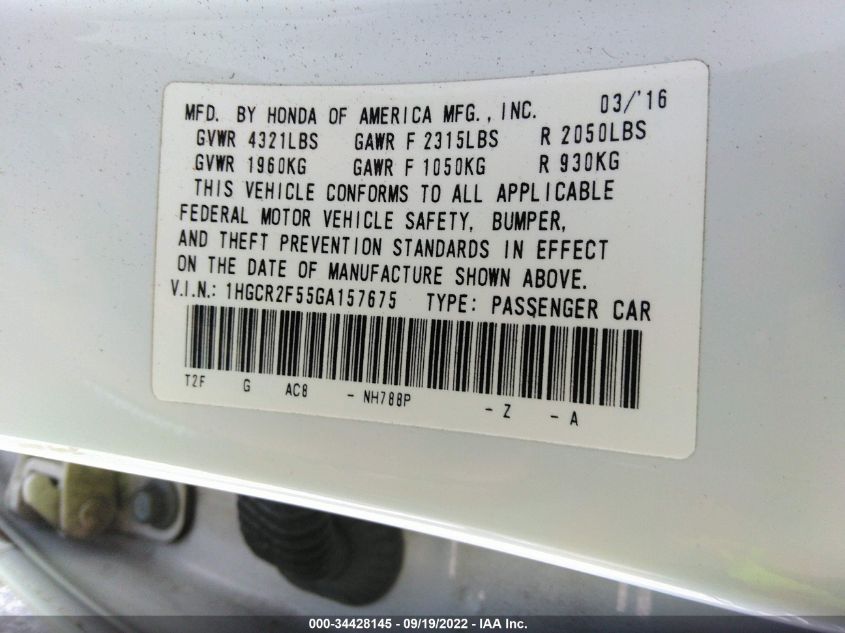 MFD. BY HONDA OF AMERICA MFG., INC. 03/'16
GVWR 4321LBS GAWR F 2315LBS R 2050LBS
GVWR 1960KG GAWR F 1050KG R 930KG
THIS VEHICLE CONFORMS TO ALL APPLICABLE
FEDERAL MOTOR VEHICLE SAFETY, BUMPER,
AND THEFT PREVENTION STANDARDS IN EFFECT
ON THE DATE OF MANUFACTURE SHOWN ABOVE.
V.I.N.: 1HGCR2F55GA157675 TYPE: PASSENGER CAR
T2F G AC8 - NH788P - Z - A
000-34428145 - 09/19/2022 - IAA Inc.